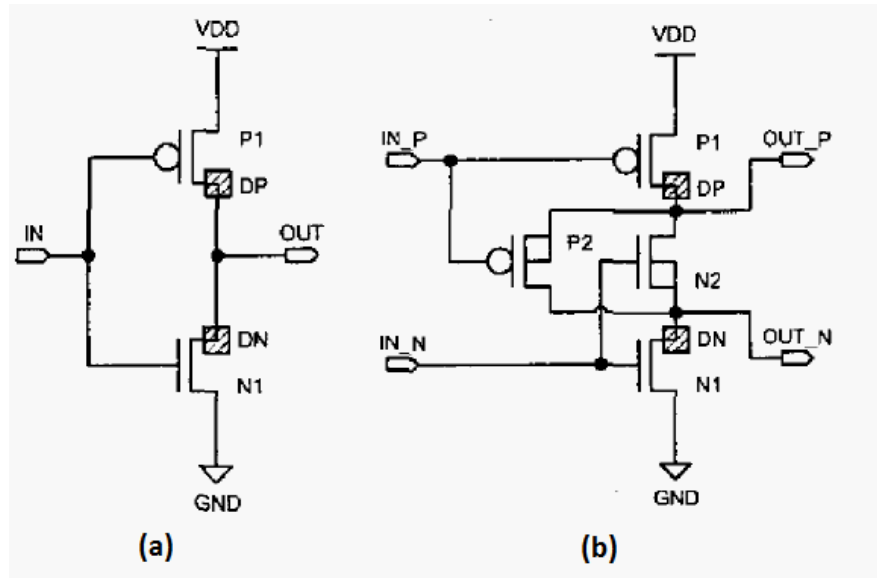 VDD
P1
DP
IN
OUT
DN
N1
GND
(a)
VDD
IN_P
P1
OUT_P
DP
P2
N2
IN_N
DN
OUT_N
N1
GND
(b)